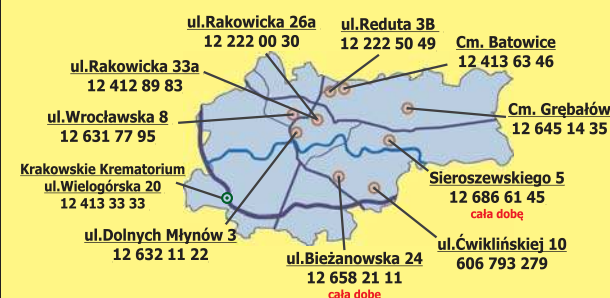 ul.Rakowicka 26a
12 222 00 30
ul.Reduta 3B
12 222 50 49
Cm. Batowice
12 413 63 46
ul.Rakowicka 33a
12 412 89 83
Cm. Grębałów
12 645 14 35
ul.Wrocławska 8
12 631 77 95
Krakowskie Krematorium
ul.Wielogórska 20
12 413 33 33
Sieroszewskiego 5
12 686 61 45
cała dobę
ul.Dolnych Młynów 3
12 632 11 22
ul.Bieżanowska 24
12 658 21 11
cała dobę
ul.Ćwiklińskiej 10
606 793 279